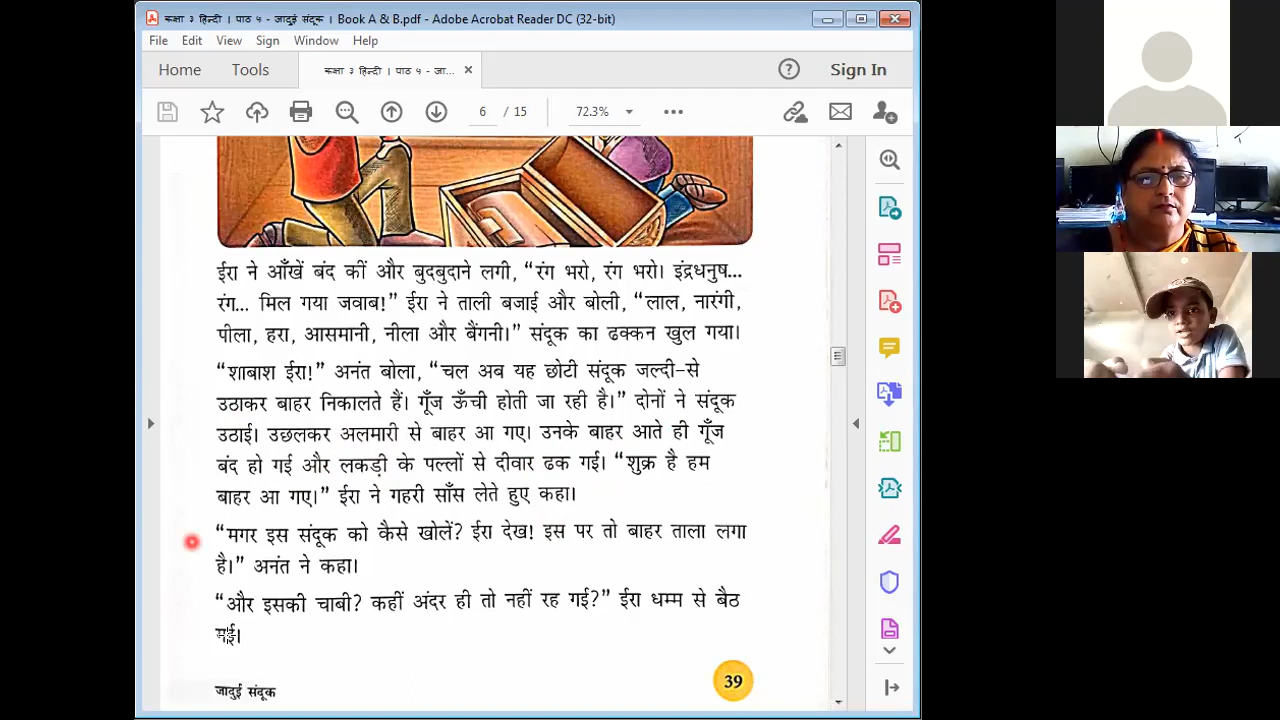 कक्षा ३ हिन्दी । पाठ ५ - जादुई संदूक । Book A & B.pdf - Adobe Acrobat Reader DC (32-bit)
File Edit View Sign Window Help
Home Tools कक्षा ३ हिन्दी । पाठ ५ - जा... Sign In
6 / 15 72.3%
ईरा ने आँखें बंद कीं और बुदबुदाने लगी, “रंग भरो, रंग भरो। इंद्रधनुष...
रंग... मिल गया जवाब!” ईरा ने ताली बजाई और बोली, “लाल, नारंगी,
पीला, हरा, आसमानी, नीला और बैंगनी।” संदूक का ढक्कन खुल गया।
“शाबाश ईरा!” अनंत बोला, “चल अब यह छोटी संदूक जल्दी-से
उठाकर बाहर निकालते हैं। गूँज ऊँची होती जा रही है।” दोनों ने संदूक
उठाई। उछलकर अलमारी से बाहर आ गए। उनके बाहर आते ही गूँज
बंद हो गई और लकड़ी के पल्लों से दीवार ढक गई। “शुक्र है हम
बाहर आ गए।” ईरा ने गहरी साँस लेते हुए कहा।
“मगर इस संदूक को कैसे खोलें? ईरा देख! इस पर तो बाहर ताला लगा
है।” अनंत ने कहा।
“और इसकी चाबी? कहीं अंदर ही तो नहीं रह गई?” ईरा धम्म से बैठ
गई।
जादुई संदूक 39